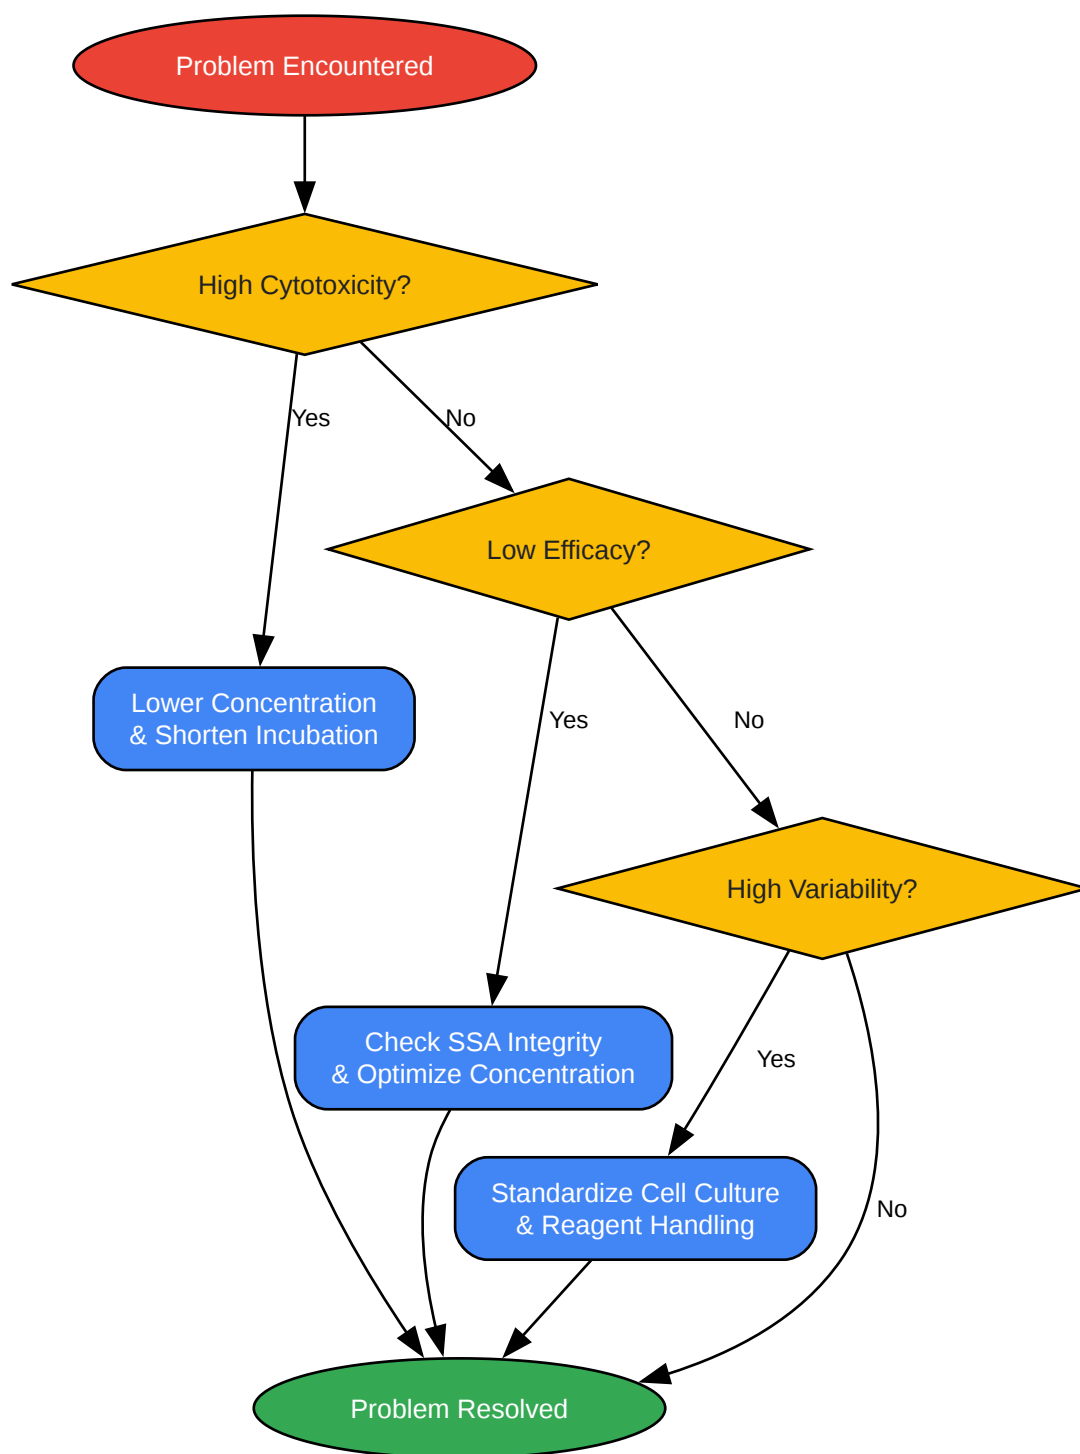 Problem Encountered
High Cytotoxicity?
Yes
No
Low Efficacy?
Lower Concentration
& Shorten Incubation
Yes
No
High Variability?
Check SSA Integrity
& Optimize Concentration
Yes
Standardize Cell Culture
& Reagent Handling
No
Problem Resolved